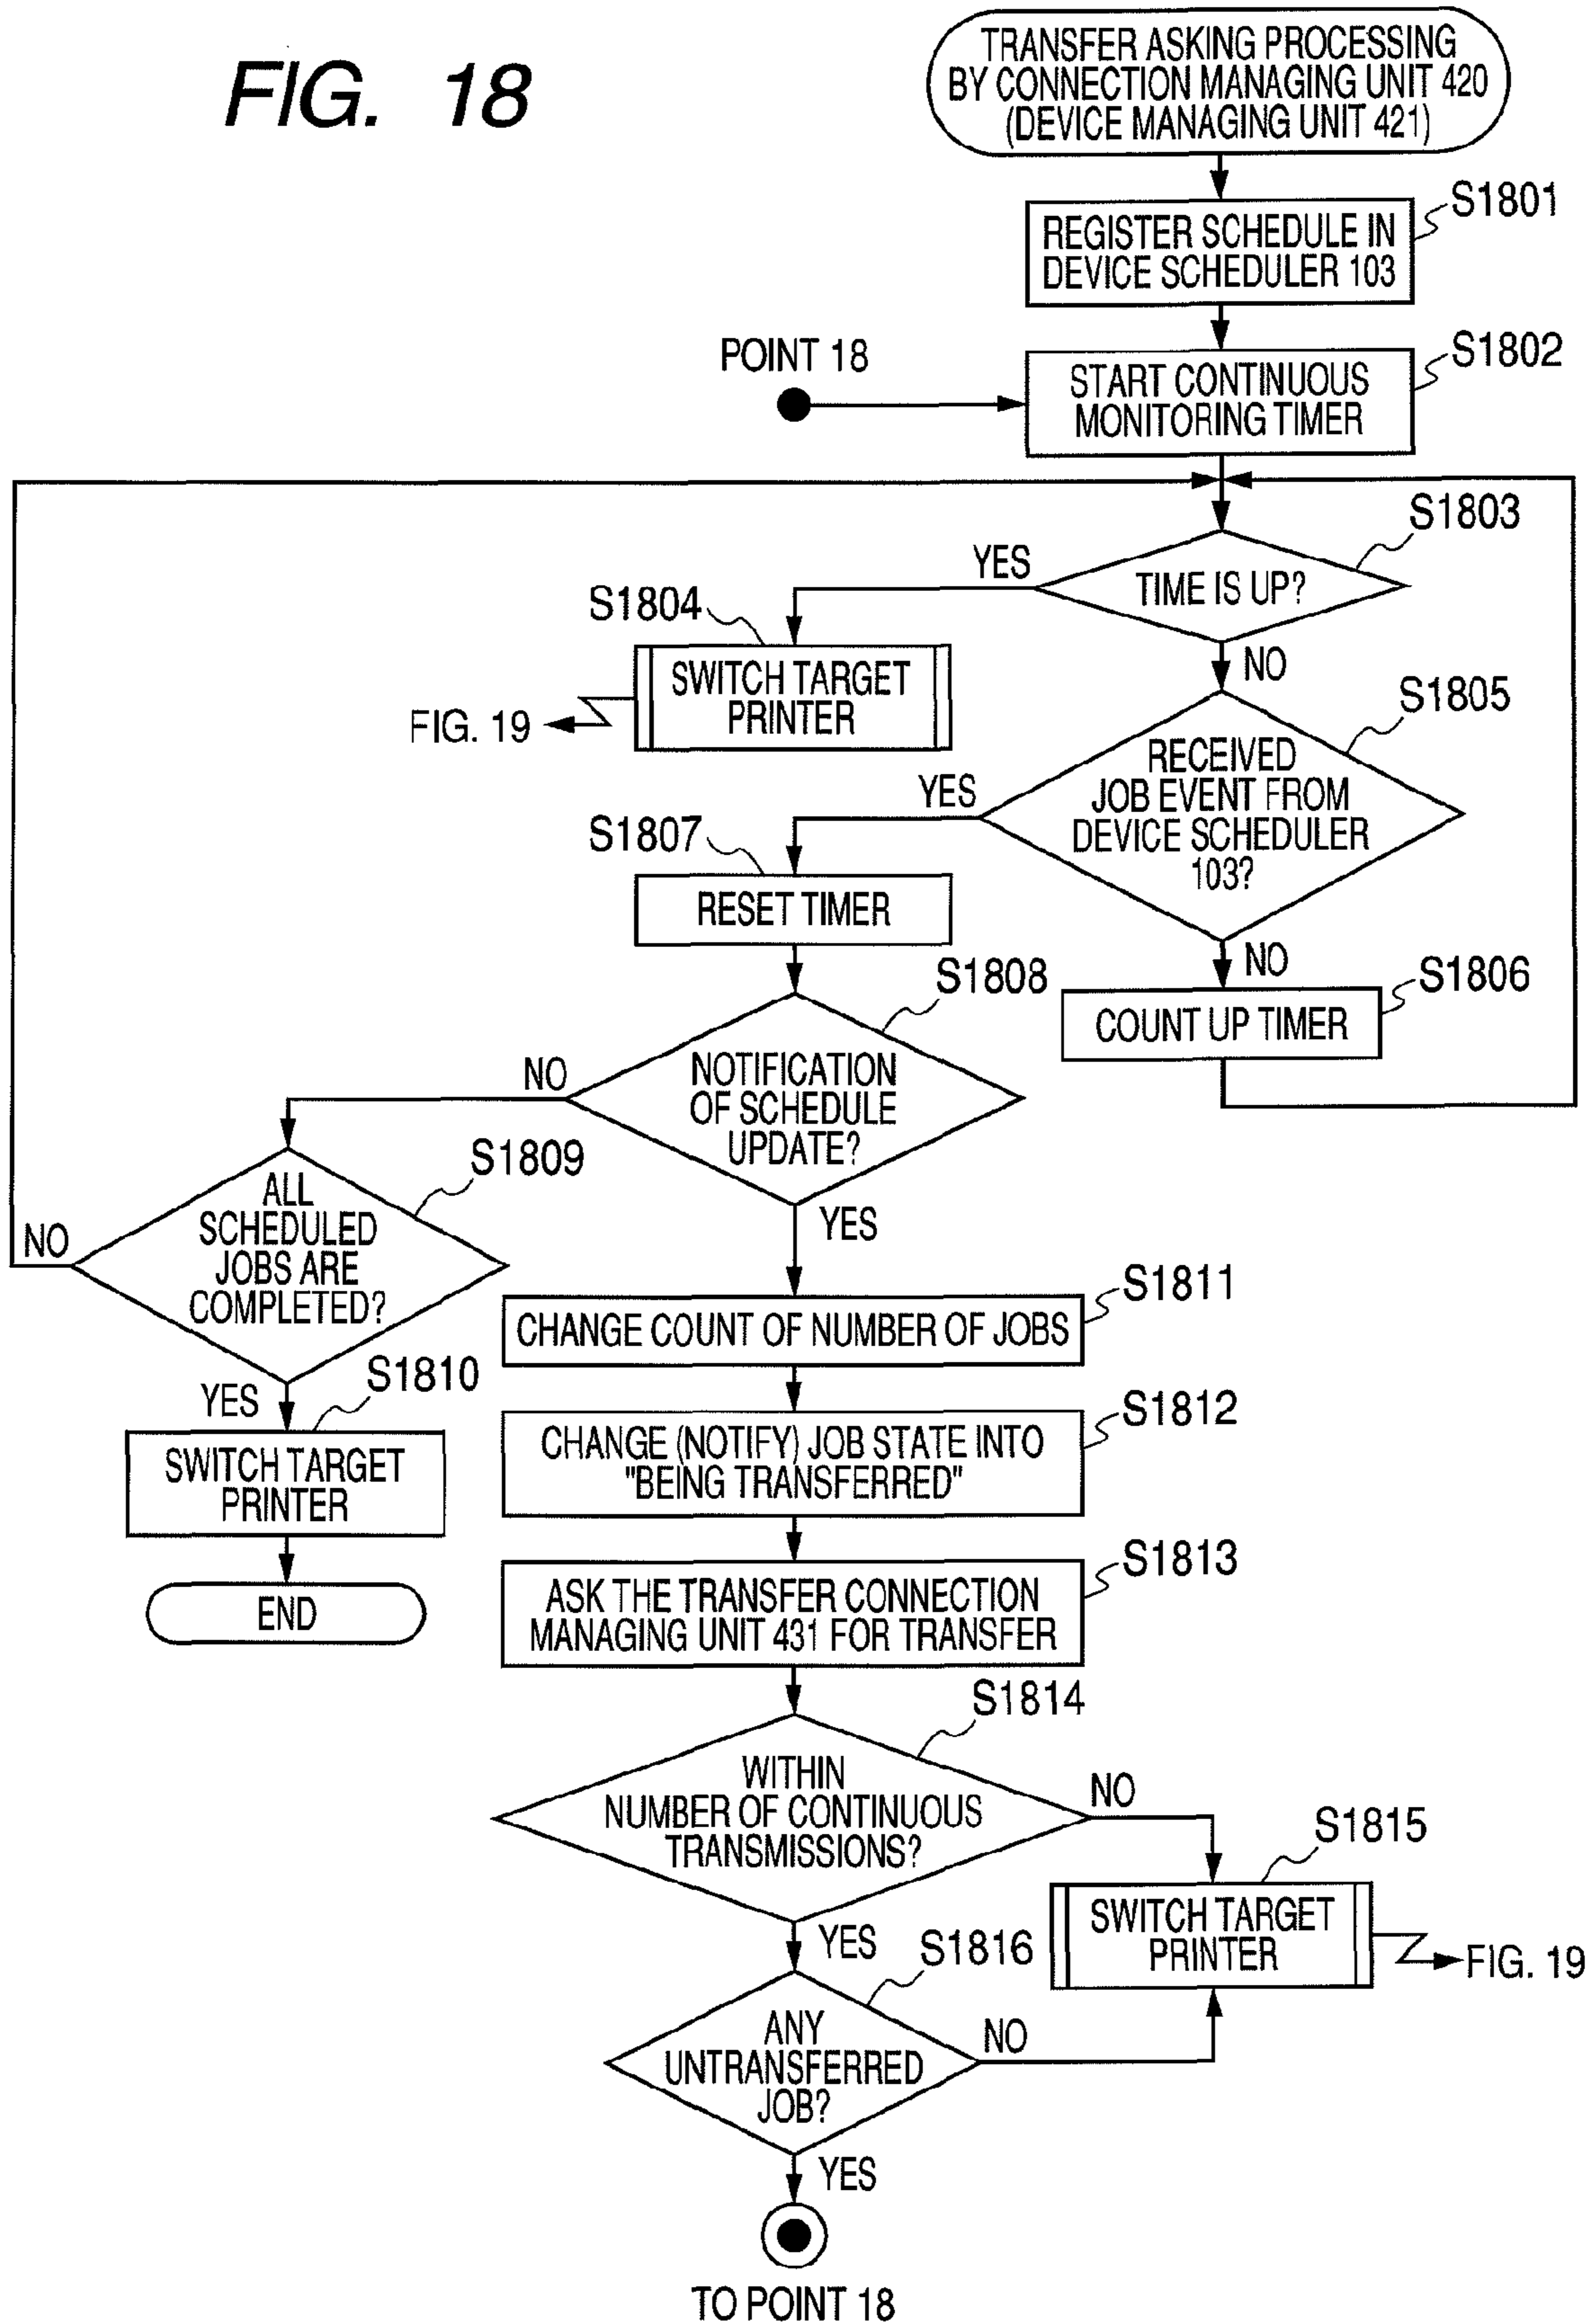 FIG. 18
TRANSFER ASKING PROCESSING
BY CONNECTION MANAGING UNIT 420
(DEVICE MANAGING UNIT 421)
S1801
REGISTER SCHEDULE IN
DEVICE SCHEDULER 103
POINT 18
S1802
START CONTINUOUS
MONITORING TIMER
S1803
TIME IS UP?
YES
NO
S1804
SWITCH TARGET
PRINTER
FIG. 19
S1805
RECEIVED
JOB EVENT FROM
DEVICE SCHEDULER
103?
YES
NO
S1806
COUNT UP TIMER
S1807
RESET TIMER
S1808
NOTIFICATION
OF SCHEDULE
UPDATE?
NO
YES
S1809
ALL
SCHEDULED
JOBS ARE
COMPLETED?
NO
YES
S1810
SWITCH TARGET
PRINTER
END
S1811
CHANGE COUNT OF NUMBER OF JOBS
S1812
CHANGE (NOTIFY) JOB STATE INTO
"BEING TRANSFERRED"
S1813
ASK THE TRANSFER CONNECTION
MANAGING UNIT 431 FOR TRANSFER
S1814
WITHIN
NUMBER OF CONTINUOUS
TRANSMISSIONS?
NO
YES
S1815
SWITCH TARGET
PRINTER
FIG. 19
S1816
ANY
UNTRANSFERRED
JOB?
NO
YES
TO POINT 18